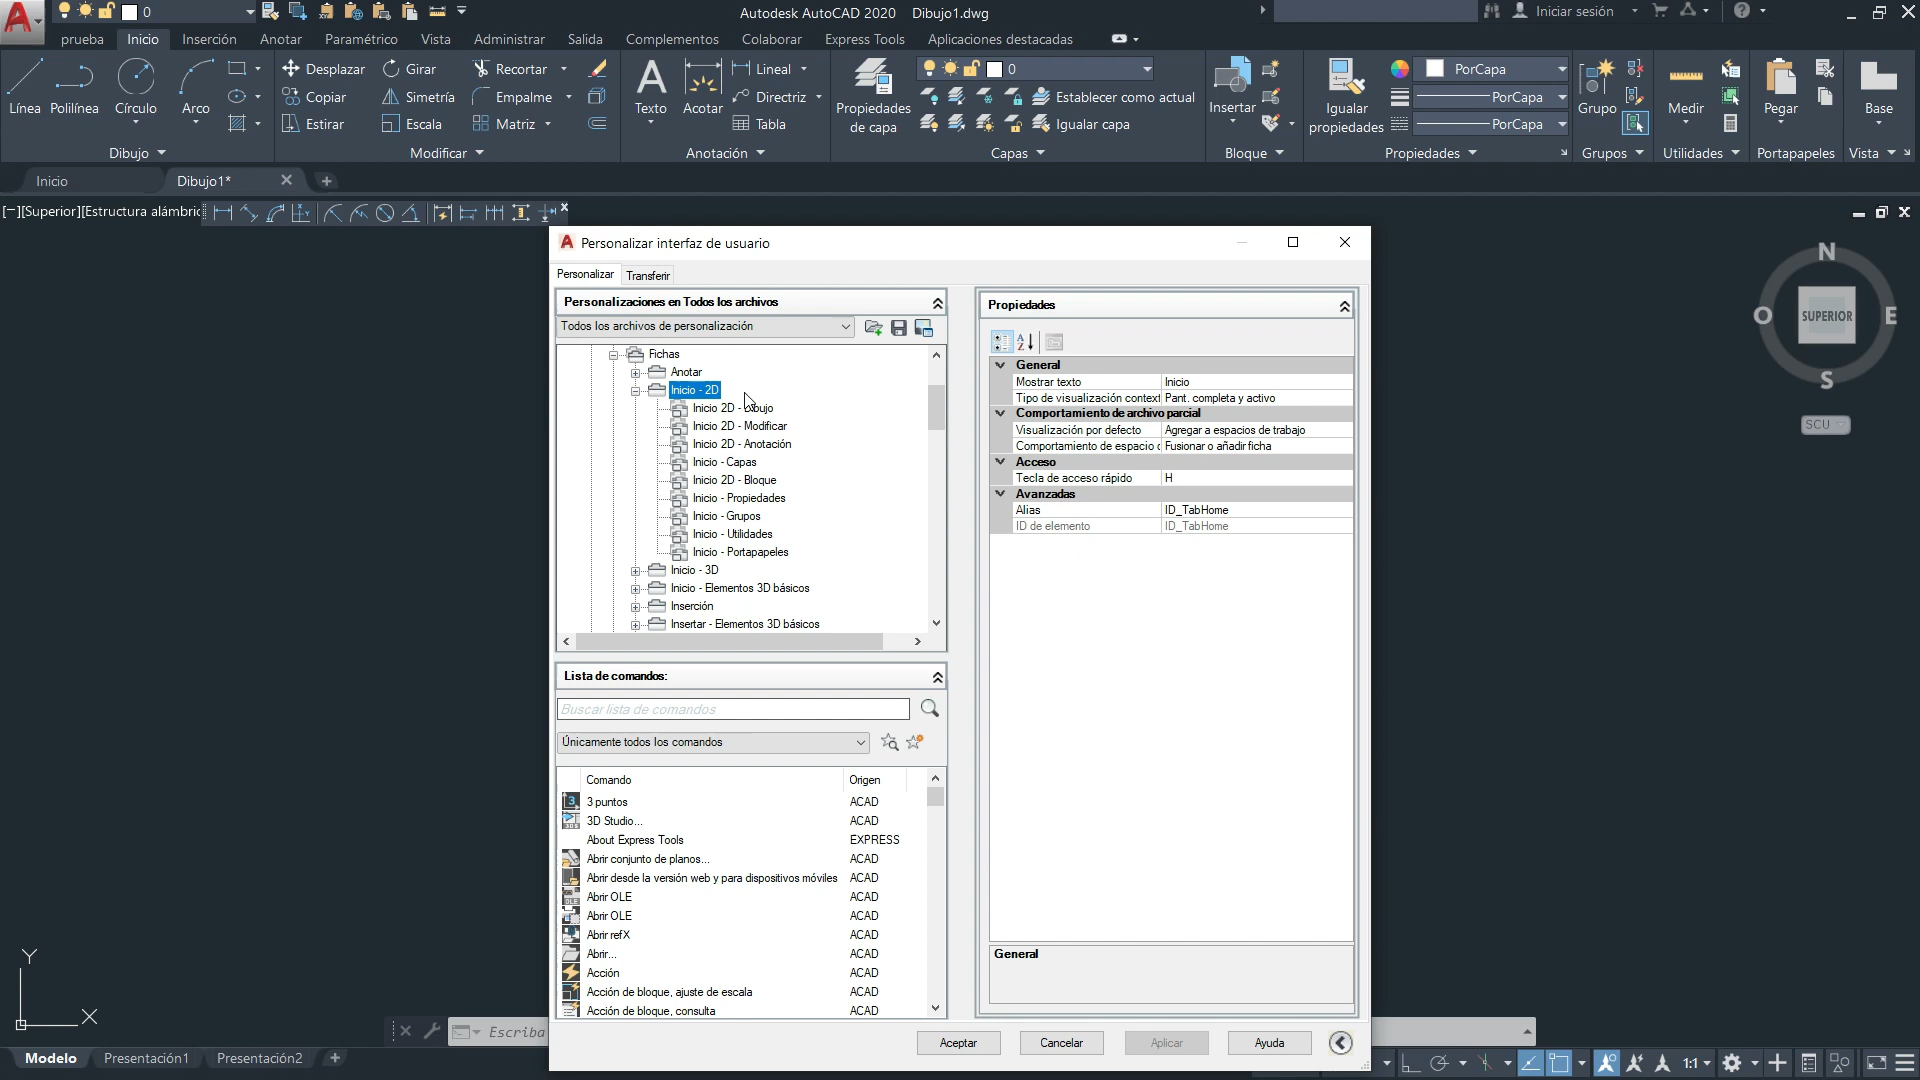 0
Autodesk AutoCAD 2020 Dibujo1.dwg
Iniciar sesión
prueba Inicio Inserción Anotar Paramétrico Vista Administrar Salida Complementos Colaborar Express Tools Aplicaciones destacadas
Línea Polilínea Círculo Arco
Desplazar Girar Recortar
Copiar Simetría Empalme
Estirar Escala Matriz
Texto Acotar
Lineal
Directriz
Tabla
Propiedades de capa
0
Establecer como actual
Igualar capa
Insertar
Igualar propiedades
PorCapa
PorCapa
PorCapa
Grupo
Medir
Pegar
Base
Dibujo Modificar Anotación Capas Bloque Propiedades Grupos Utilidades Portapapeles Vista
Inicio Dibujo1*
[−][Superior][Estructura alámbric
Personalizar interfaz de usuario
Personalizar Transferir
Personalizaciones en Todos los archivos
Todos los archivos de personalización
Fichas
Anotar
Inicio - 2D
Inicio 2D - Dibujo
Inicio 2D - Modificar
Inicio 2D - Anotación
Inicio - Capas
Inicio 2D - Bloque
Inicio - Propiedades
Inicio - Grupos
Inicio - Utilidades
Inicio - Portapapeles
Inicio - 3D
Inicio - Elementos 3D básicos
Inserción
Insertar - Elementos 3D básicos
Lista de comandos:
Buscar lista de comandos
Únicamente todos los comandos
Comando Origen
3 puntos ACAD
3D Studio... ACAD
About Express Tools EXPRESS
Abrir conjunto de planos... ACAD
Abrir desde la versión web y para dispositivos móviles ACAD
Abrir OLE ACAD
Abrir OLE ACAD
Abrir refX ACAD
Abrir... ACAD
Acción ACAD
Acción de bloque, ajuste de escala ACAD
Acción de bloque, consulta ACAD
Propiedades
General
Mostrar texto Inicio
Tipo de visualización context Pant. completa y activo
Comportamiento de archivo parcial
Visualización por defecto Agregar a espacios de trabajo
Comportamiento de espacio Fusionar o añadir ficha
Acceso
Tecla de acceso rápido H
Avanzadas
Alias ID_TabHome
ID de elemento ID_TabHome
General
Aceptar Cancelar Aplicar Ayuda
N
O SUPERIOR E
S
SCU
Y
X
Escriba
Modelo Presentación1 Presentación2
1:1